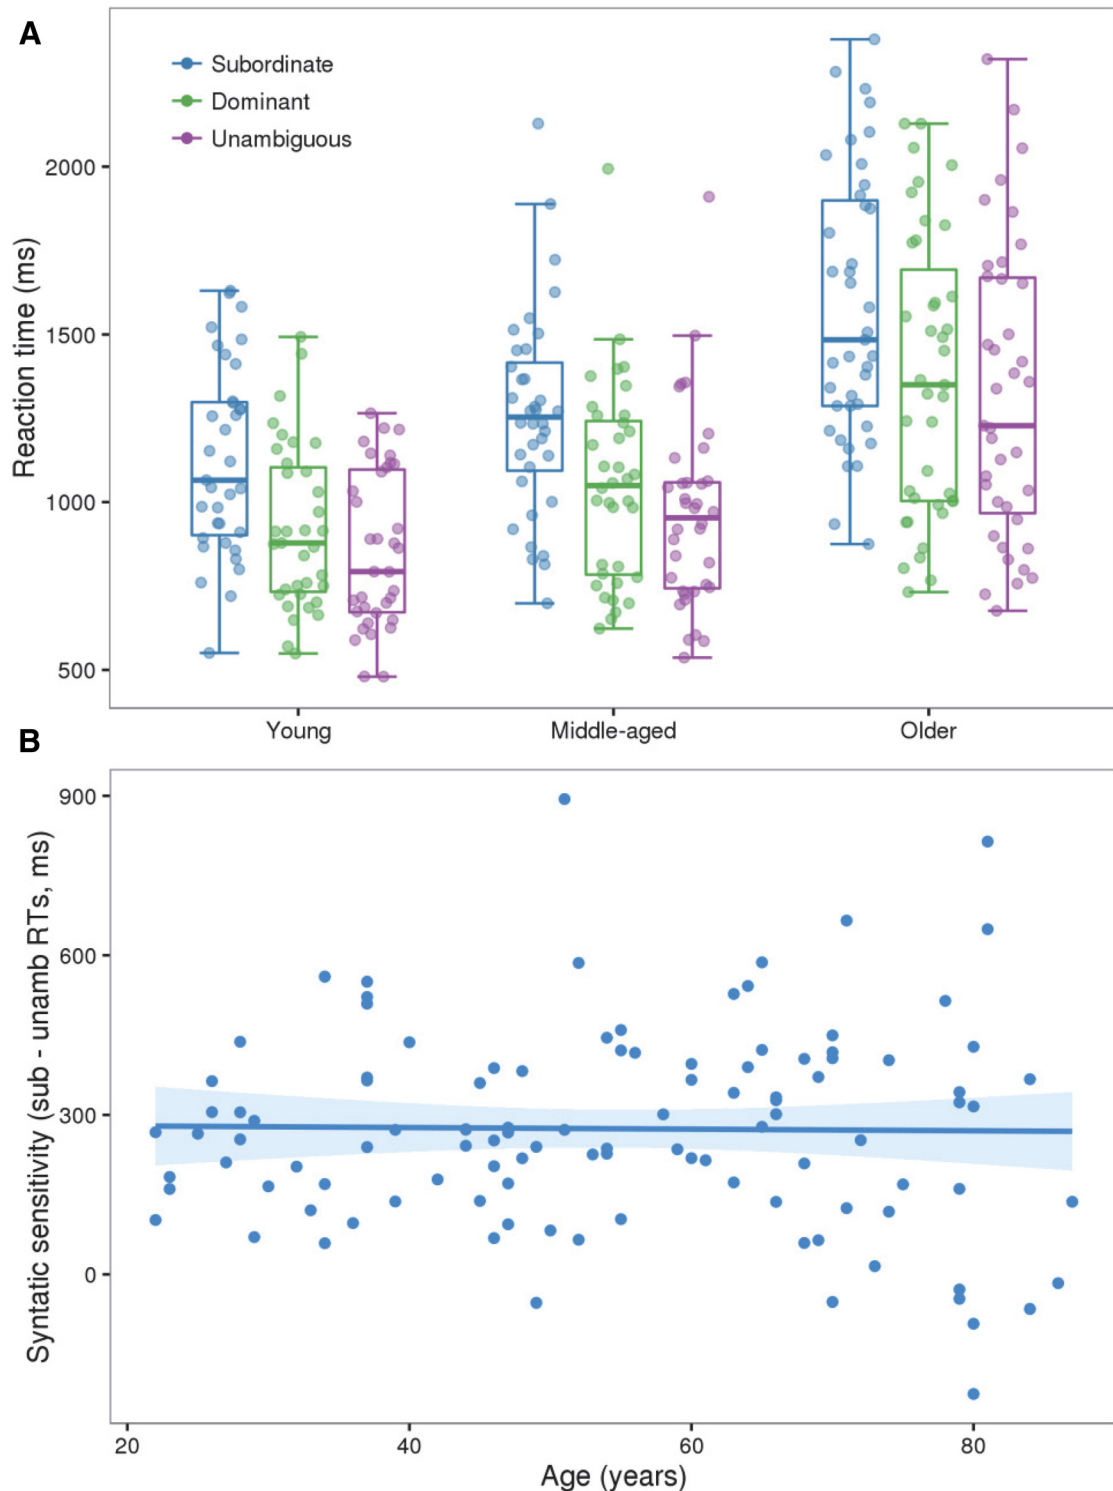 A
Subordinate
Dominant
Unambiguous
Reaction time (ms)
2000
1500
1000
500
Young Middle-aged Older
B
Syntatic sensitivity (sub - unamb RTs, ms)
900
600
300
0
20 40 60 80
Age (years)